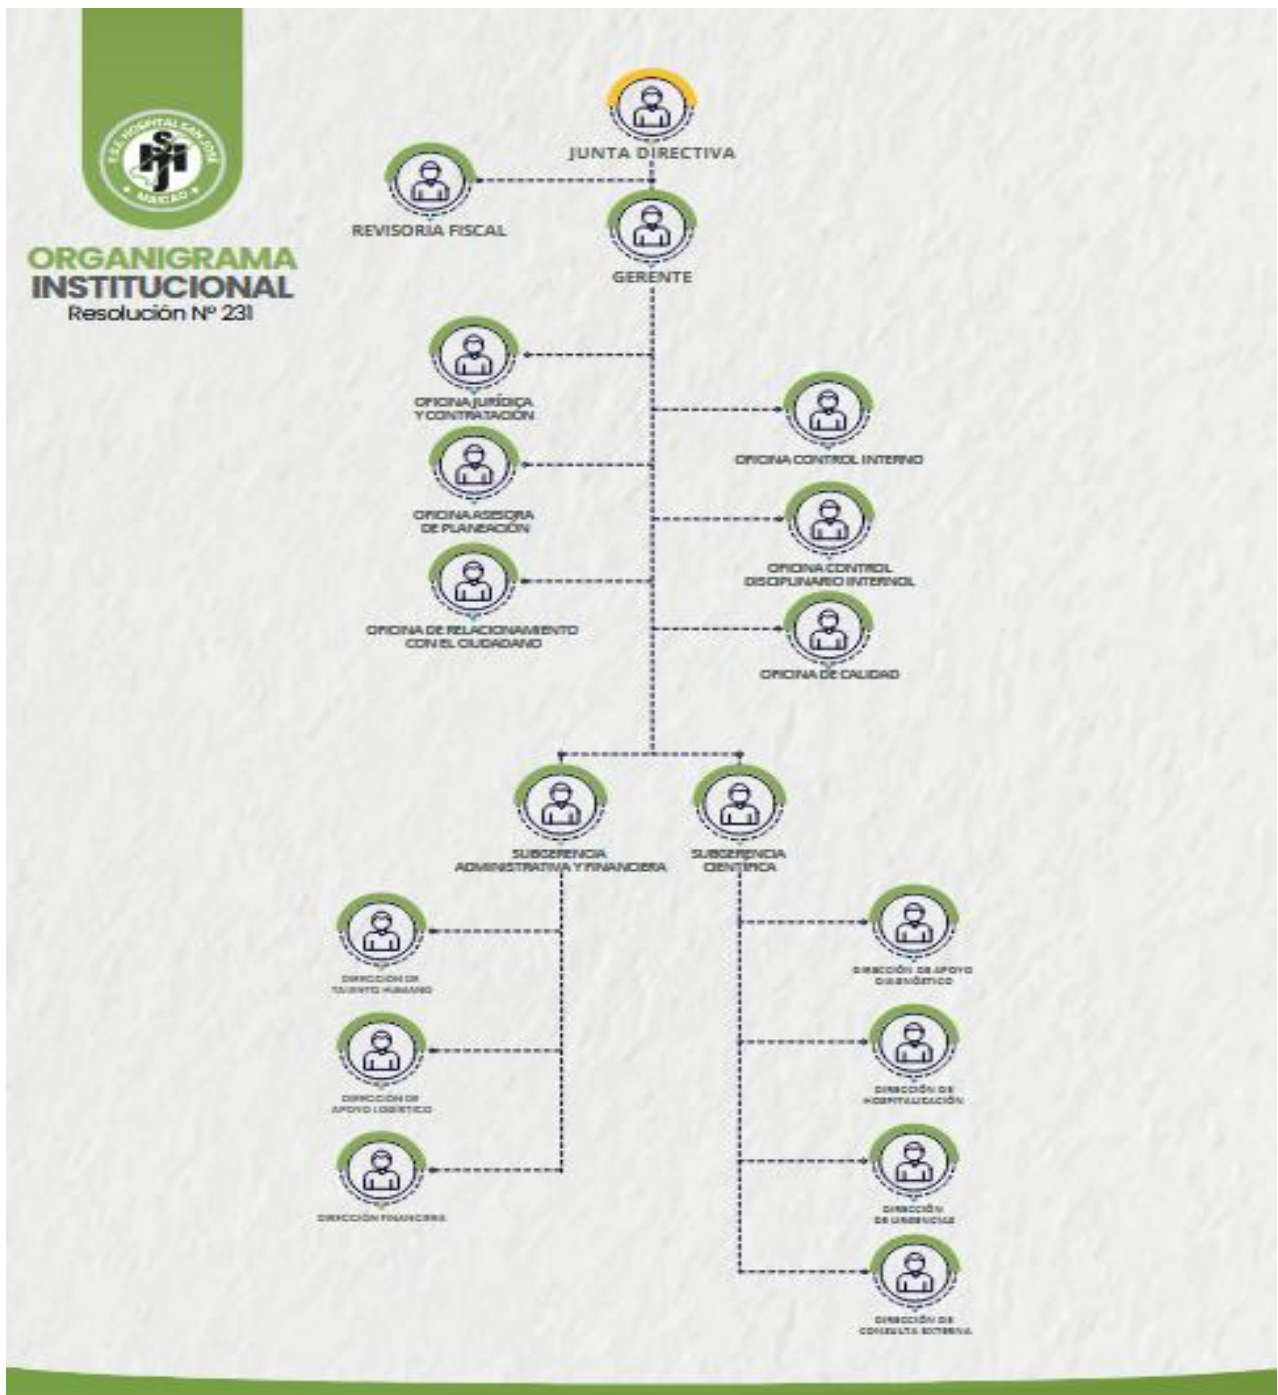 E.S.E. HOSPITAL SAN JOSÉ
MAICAO
ORGANIGRAMA
INSTITUCIONAL
Resolución Nº 231
JUNTA DIRECTIVA
REVISORIA FISCAL
GERENTE
OFICINA JURÍDICA
Y CONTRATACIÓN
OFICINA CONTROL INTERNO
OFICINA ASESORA
DE PLANEACIÓN
OFICINA CONTROL
DISCIPLINARIO INTERNOL
OFICINA DE RELACIONAMIENTO
CON EL CIUDADANO
OFICINA DE CALIDAD
SUBGERENCIA
ADMINISTRATIVA Y FINANCIERA
SUBGERENCIA
CIENTÍFICA
DIRECCIÓN DE
TALENTO HUMANO
DIRECCIÓN DE APOYO
DIAGNÓSTICO
DIRECCIÓN DE
APOYO LOGÍSTICO
DIRECCIÓN DE
HOSPITALIZACIÓN
DIRECCIÓN FINANCIERA
DIRECCIÓN
DE URGENCIAS
DIRECCIÓN DE
CONSULTA EXTERNA